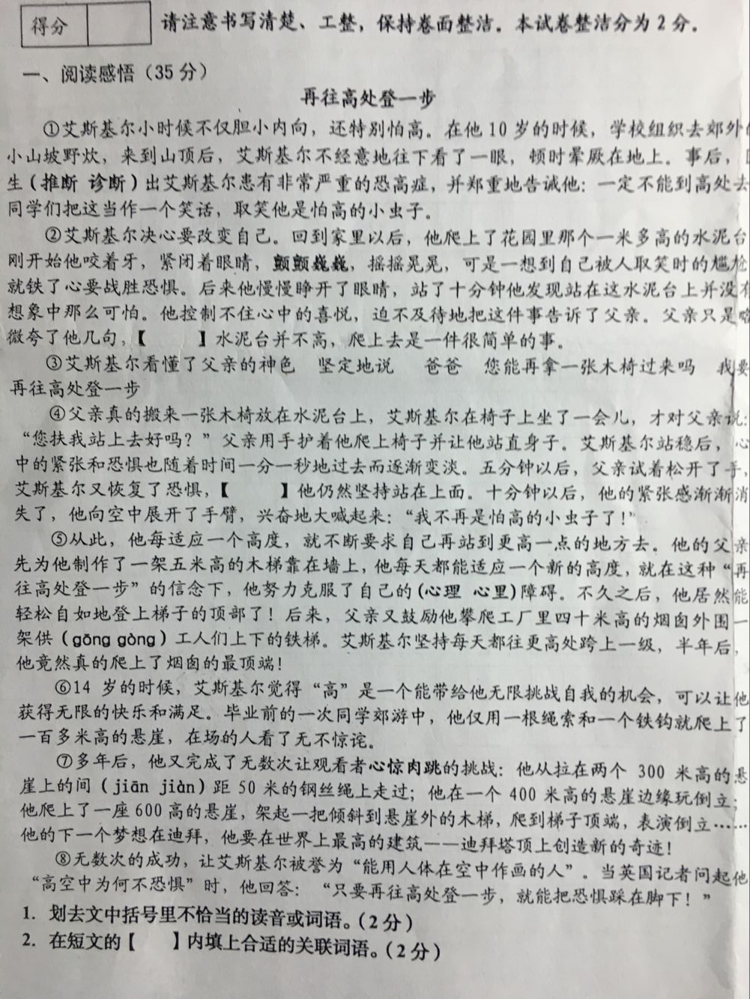 得分
请注意书写清楚、工整，保持卷面整洁。本试卷整洁分为2分。
一、阅读感悟（35分）
再往高处登一步
①艾斯基尔小时候不仅胆小内向，还特别怕高。在他10岁的时候，学校组织去郊外
小山坡野炊，来到山顶后，艾斯基尔不经意地往下看了一眼，顿时晕厥在地上。事后，
生（推断 诊断）出艾斯基尔患有非常严重的恐高症，并郑重地告诫他：一定不能到高处去
同学们把这当作一个笑话，取笑他是怕高的小虫子。
②艾斯基尔决心要改变自己。回到家里以后，他爬上了花园里那个一米多高的水泥台
刚开始他咬着牙，紧闭着眼睛，颤颤巍巍，摇摇晃晃，可是一想到自己被人取笑时的尴尬
就铁了心要战胜恐惧。后来他慢慢睁开了眼睛，站了十分钟他发现站在这水泥台上并没有
想象中那么可怕。他控制不住心中的喜悦，迫不及待地把这件事告诉了父亲。父亲只是略
微夸了他几句，【　　】水泥台并不高，爬上去是一件很简单的事。
③艾斯基尔看懂了父亲的神色　坚定地说　爸爸　您能再拿一张木椅过来吗　我要
再往高处登一步
④父亲真的搬来一张木椅放在水泥台上，艾斯基尔在椅子上坐了一会儿，才对父亲说：
“您扶我站上去好吗？”父亲用手护着他爬上椅子并让他站直身子。艾斯基尔站稳后，心
中的紧张和恐惧也随着时间一分一秒地过去而逐渐变淡。五分钟以后，父亲试着松开了手，
艾斯基尔又恢复了恐惧，【　　】他仍然坚持站在上面。十分钟以后，他的紧张感渐渐消
失了，他向空中展开了手臂，兴奋地大喊起来：“我不再是怕高的小虫子了！”
⑤从此，他每适应一个高度，就不断要求自己再站到更高一点的地方去。他的父亲
先为他制作了一架五米高的木梯靠在墙上，他每天都能适应一个新的高度，就在这种“再
往高处登一步”的信念下，他努力克服了自己的（心理 心里）障碍。不久之后，他居然能
轻松自如地登上梯子的顶部了！后来，父亲又鼓励他攀爬工厂里四十米高的烟囱外围一
架供（gōng gòng）工人们上下的铁梯。艾斯基尔坚持每天都往更高处跨上一级，半年后，
他竟然真的爬上了烟囱的最顶端！
⑥14 岁的时候，艾斯基尔觉得“高”是一个能带给他无限挑战自我的机会，可以让他
获得无限的快乐和满足。毕业前的一次同学郊游中，他仅用一根绳索和一个铁钩就爬上了
一百多米高的悬崖，在场的人看了无不惊诧。
⑦多年后，他又完成了无数次让观看者心惊肉跳的挑战：他从拉在两个 300 米高的悬
崖上的间（jiān jiàn）距 50 米的钢丝绳上走过；他在一个 400 米高的悬崖边缘玩倒立；
他爬上了一座600高的悬崖，架起一把倾斜到悬崖外的木梯，爬到梯子顶端，表演倒立……
他的下一个梦想在迪拜，他要在世界上最高的建筑——迪拜塔顶上创造新的奇迹！
⑧无数次的成功，让艾斯基尔被誉为“能用人体在空中作画的人”。当英国记者问起他
“高空中为何不恐惧”时，他回答：“只要再往高处登一步，就能把恐惧踩在脚下！”
1. 划去文中括号里不恰当的读音或词语。（2分）
2. 在短文的【　　】内填上合适的关联词语。（2分）